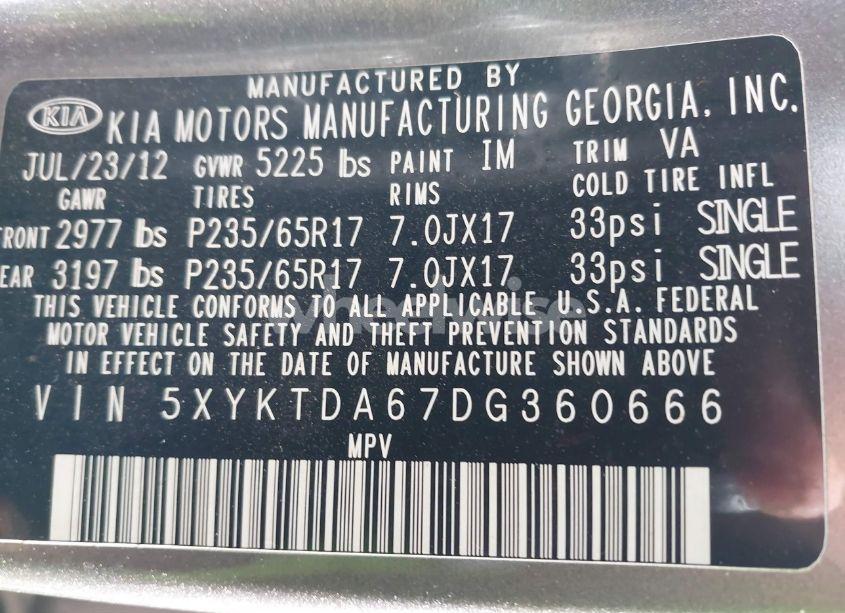 MANUFACTURED BY
KIA KIA MOTORS MANUFACTURING GEORGIA, INC.
JUL/23/12 GVWR 5225 lbs PAINT IM TRIM VA
GAWR TIRES RIMS COLD TIRE INFL
FRONT 2977 lbs P235/65R17 7.0JX17 33psi SINGLE
EAR 3197 lbs P235/65R17 7.0JX17 33psi SINGLE
THIS VEHICLE CONFORMS TO ALL APPLICABLE U.S.A. FEDERAL
MOTOR VEHICLE SAFETY AND THEFT PREVENTION STANDARDS
IN EFFECT ON THE DATE OF MANUFACTURE SHOWN ABOVE
VIN 5XYKTDA67DG360666
MPV